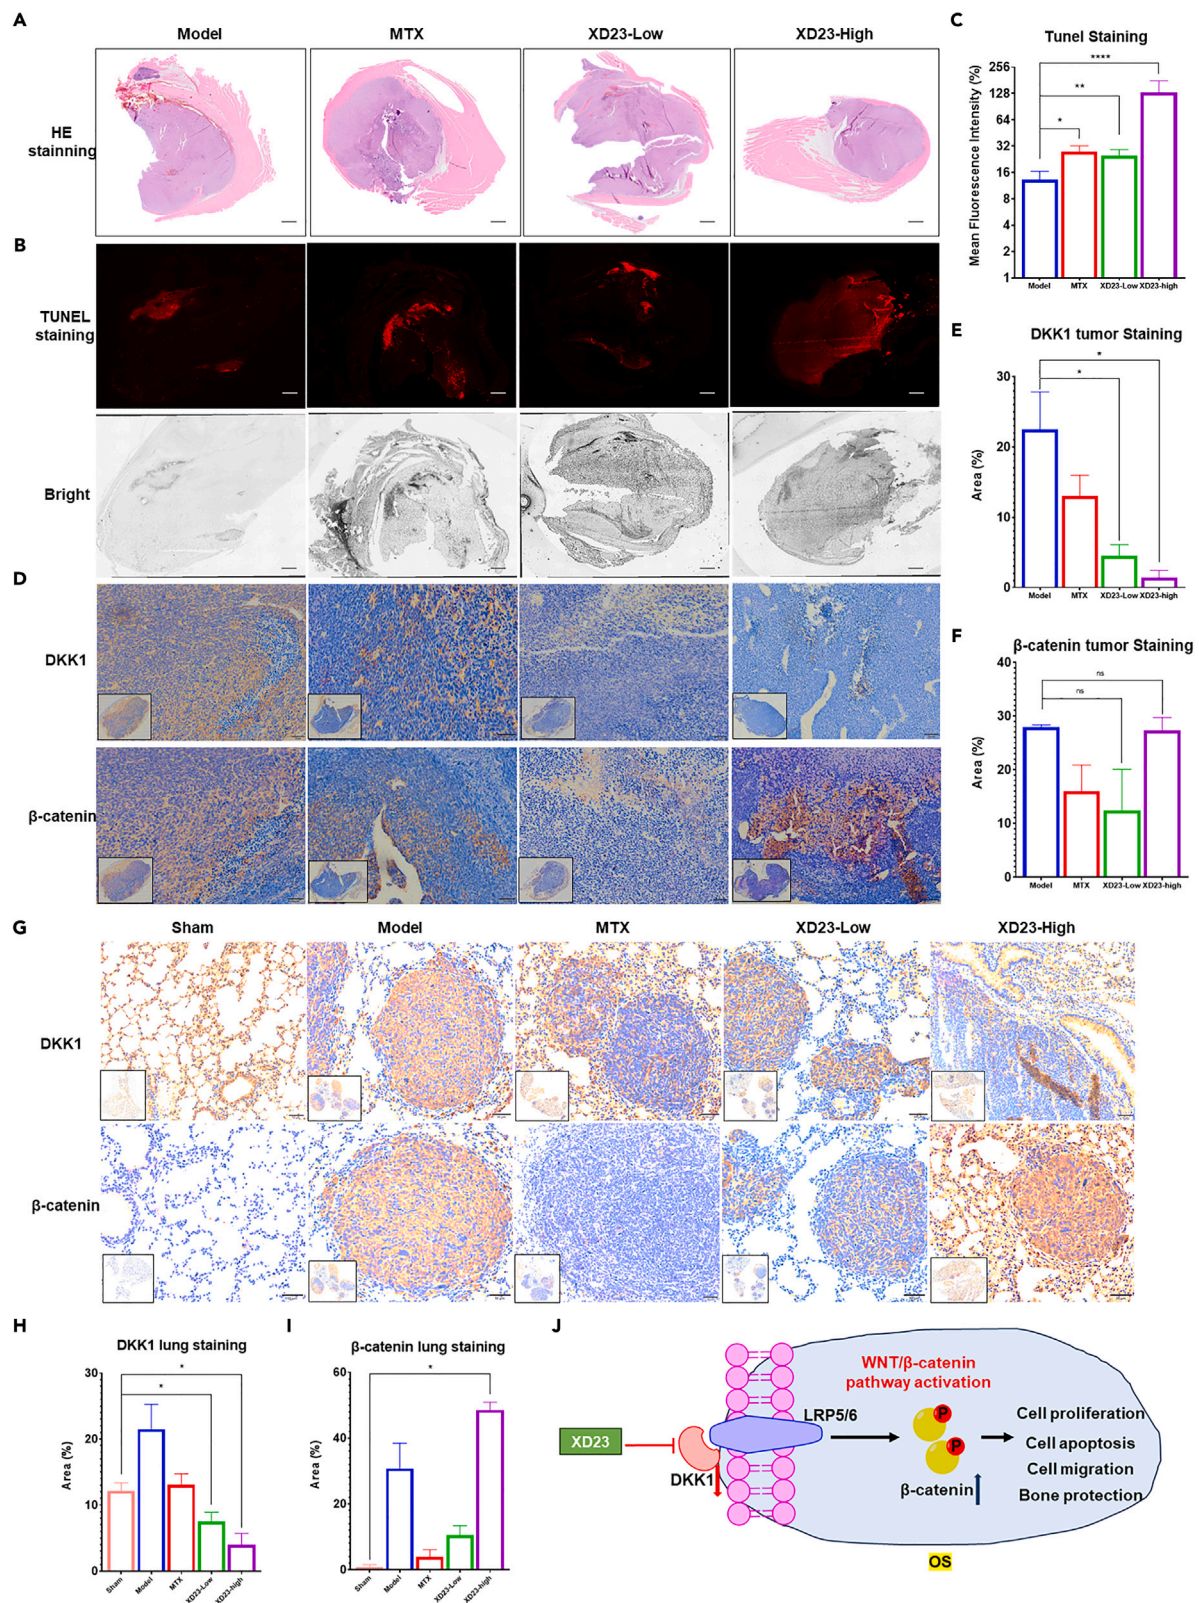 A
Model
MTX
XD23-Low
XD23-High
HE
stainning
B
TUNEL
staining
Bright
C
Tunel Staining
Mean Fluorescence Intensity (%)
256
128
64
32
16
8
4
2
1
****
**
*
Model
MTX
XD23-Low
XD23-high
D
DKK1
β-catenin
E
DKK1 tumor Staining
Area (%)
30
20
10
0
*
*
Model
MTX
XD23-Low
XD23-high
F
β-catenin tumor Staining
Area (%)
40
30
20
10
0
ns
ns
Model
MTX
XD23-Low
XD23-high
G
Sham
Model
MTX
XD23-Low
XD23-High
DKK1
β-catenin
H
DKK1 lung staining
Area (%)
30
20
10
0
*
*
Sham
Model
MTX
XD23-Low
XD23-high
I
β-catenin lung staining
Area (%)
60
40
20
0
*
Sham
Model
MTX
XD23-Low
XD23-high
J
WNT/β-catenin
pathway activation
LRP5/6
XD23
DKK1
P
P
β-catenin
Cell proliferation
Cell apoptosis
Cell migration
Bone protection
OS